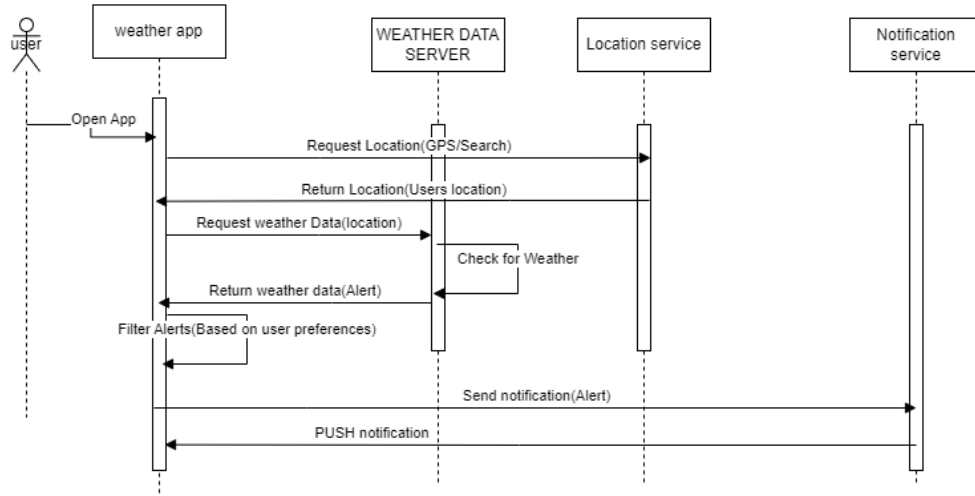 user
weather app
WEATHER DATA
SERVER
Location service
Notification
service
Open App
Request Location(GPS/Search)
Return Location(Users location)
Request weather Data(location)
Check for Weather
Return weather data(Alert)
Filter Alerts(Based on user preferences)
Send notification(Alert)
PUSH notification